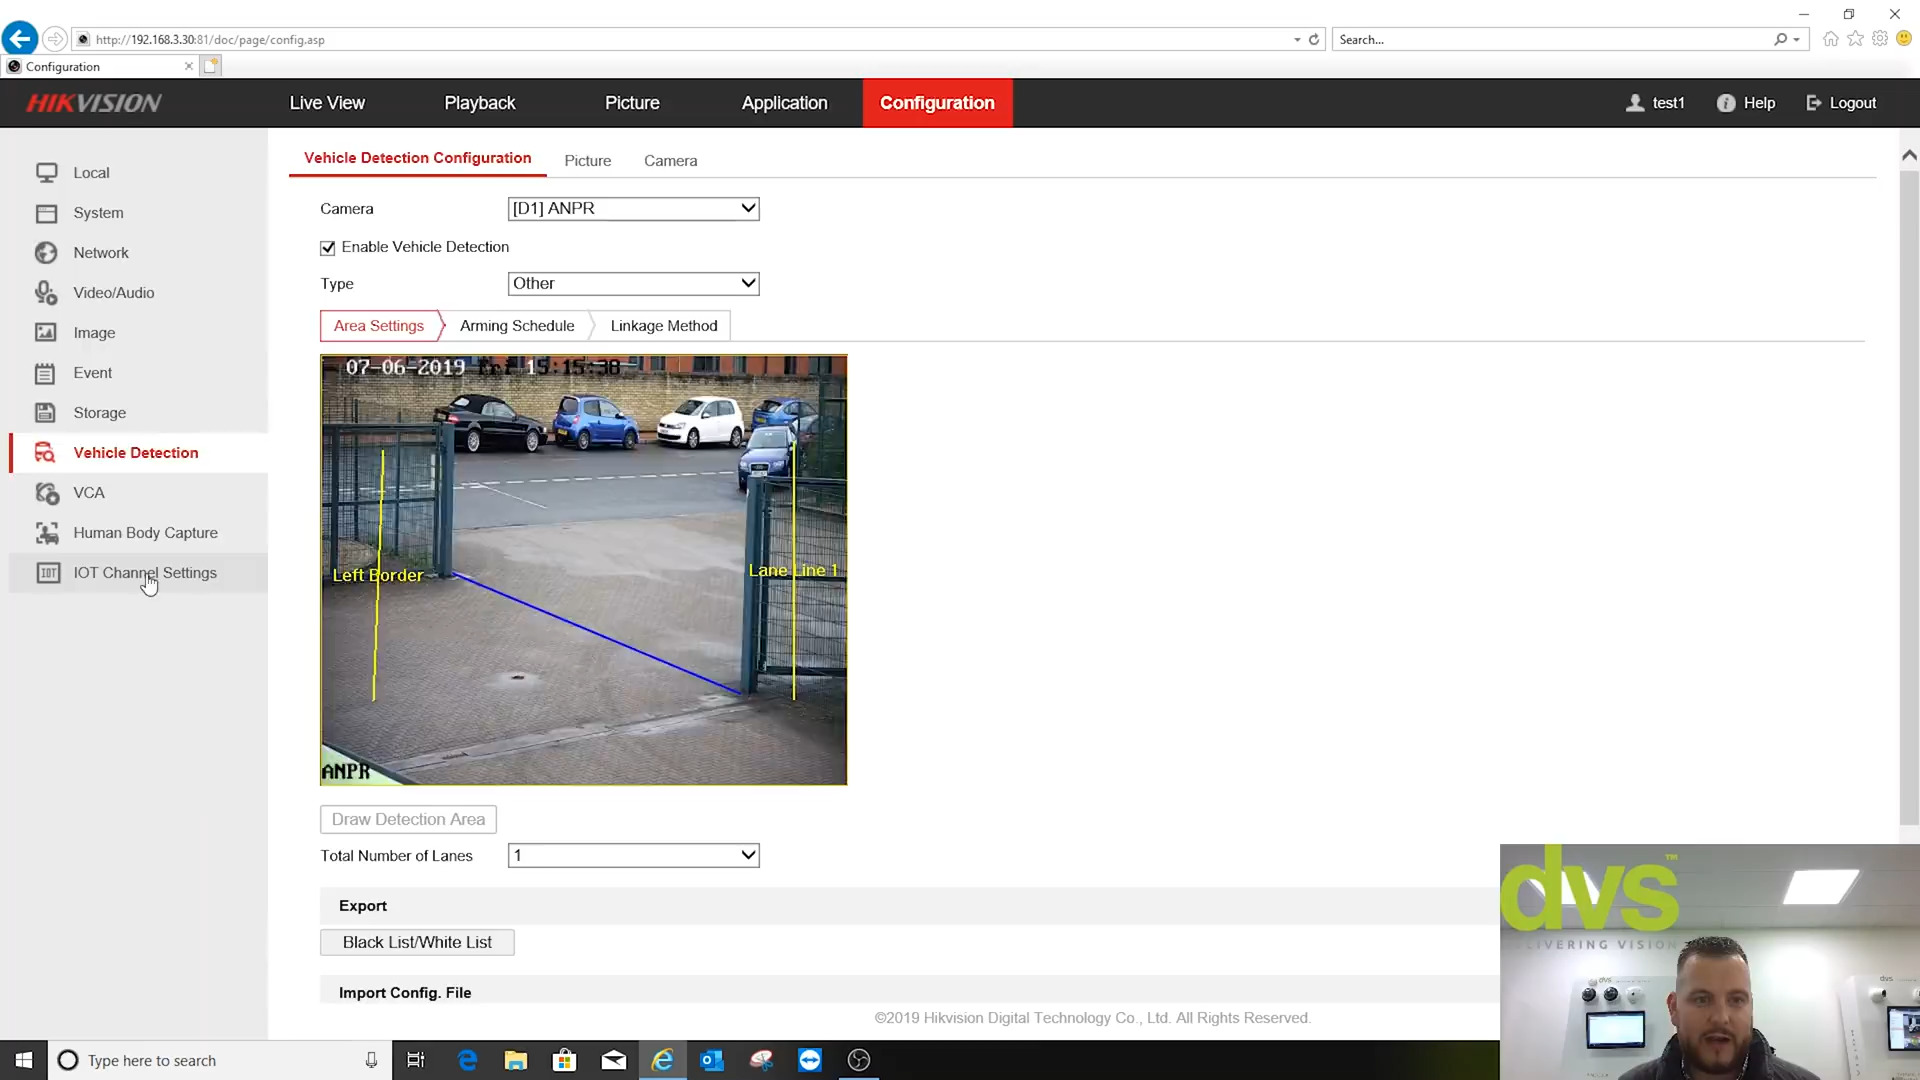 http://192.168.3.30:81/doc/page/config.asp
Search...
Configuration
HIKVISION
Live View
Playback
Picture
Application
Configuration
test1
Help
Logout
Local
System
Network
Video/Audio
Image
Event
Storage
Vehicle Detection
VCA
Human Body Capture
IOT
IOT Channel Settings
Vehicle Detection Configuration
Picture
Camera
Camera
[D1] ANPR
Enable Vehicle Detection
Type
Other
Area Settings
Arming Schedule
Linkage Method
07-06-2019 Fri 15:15:38
Left Border
Lane Line 1
ANPR
Draw Detection Area
Total Number of Lanes
1
Export
Black List/White List
Import Config. File
©2019 Hikvision Digital Technology Co., Ltd. All Rights Reserved.
dvs™
DELIVERING VISION
dvs
dvs
Type here to search